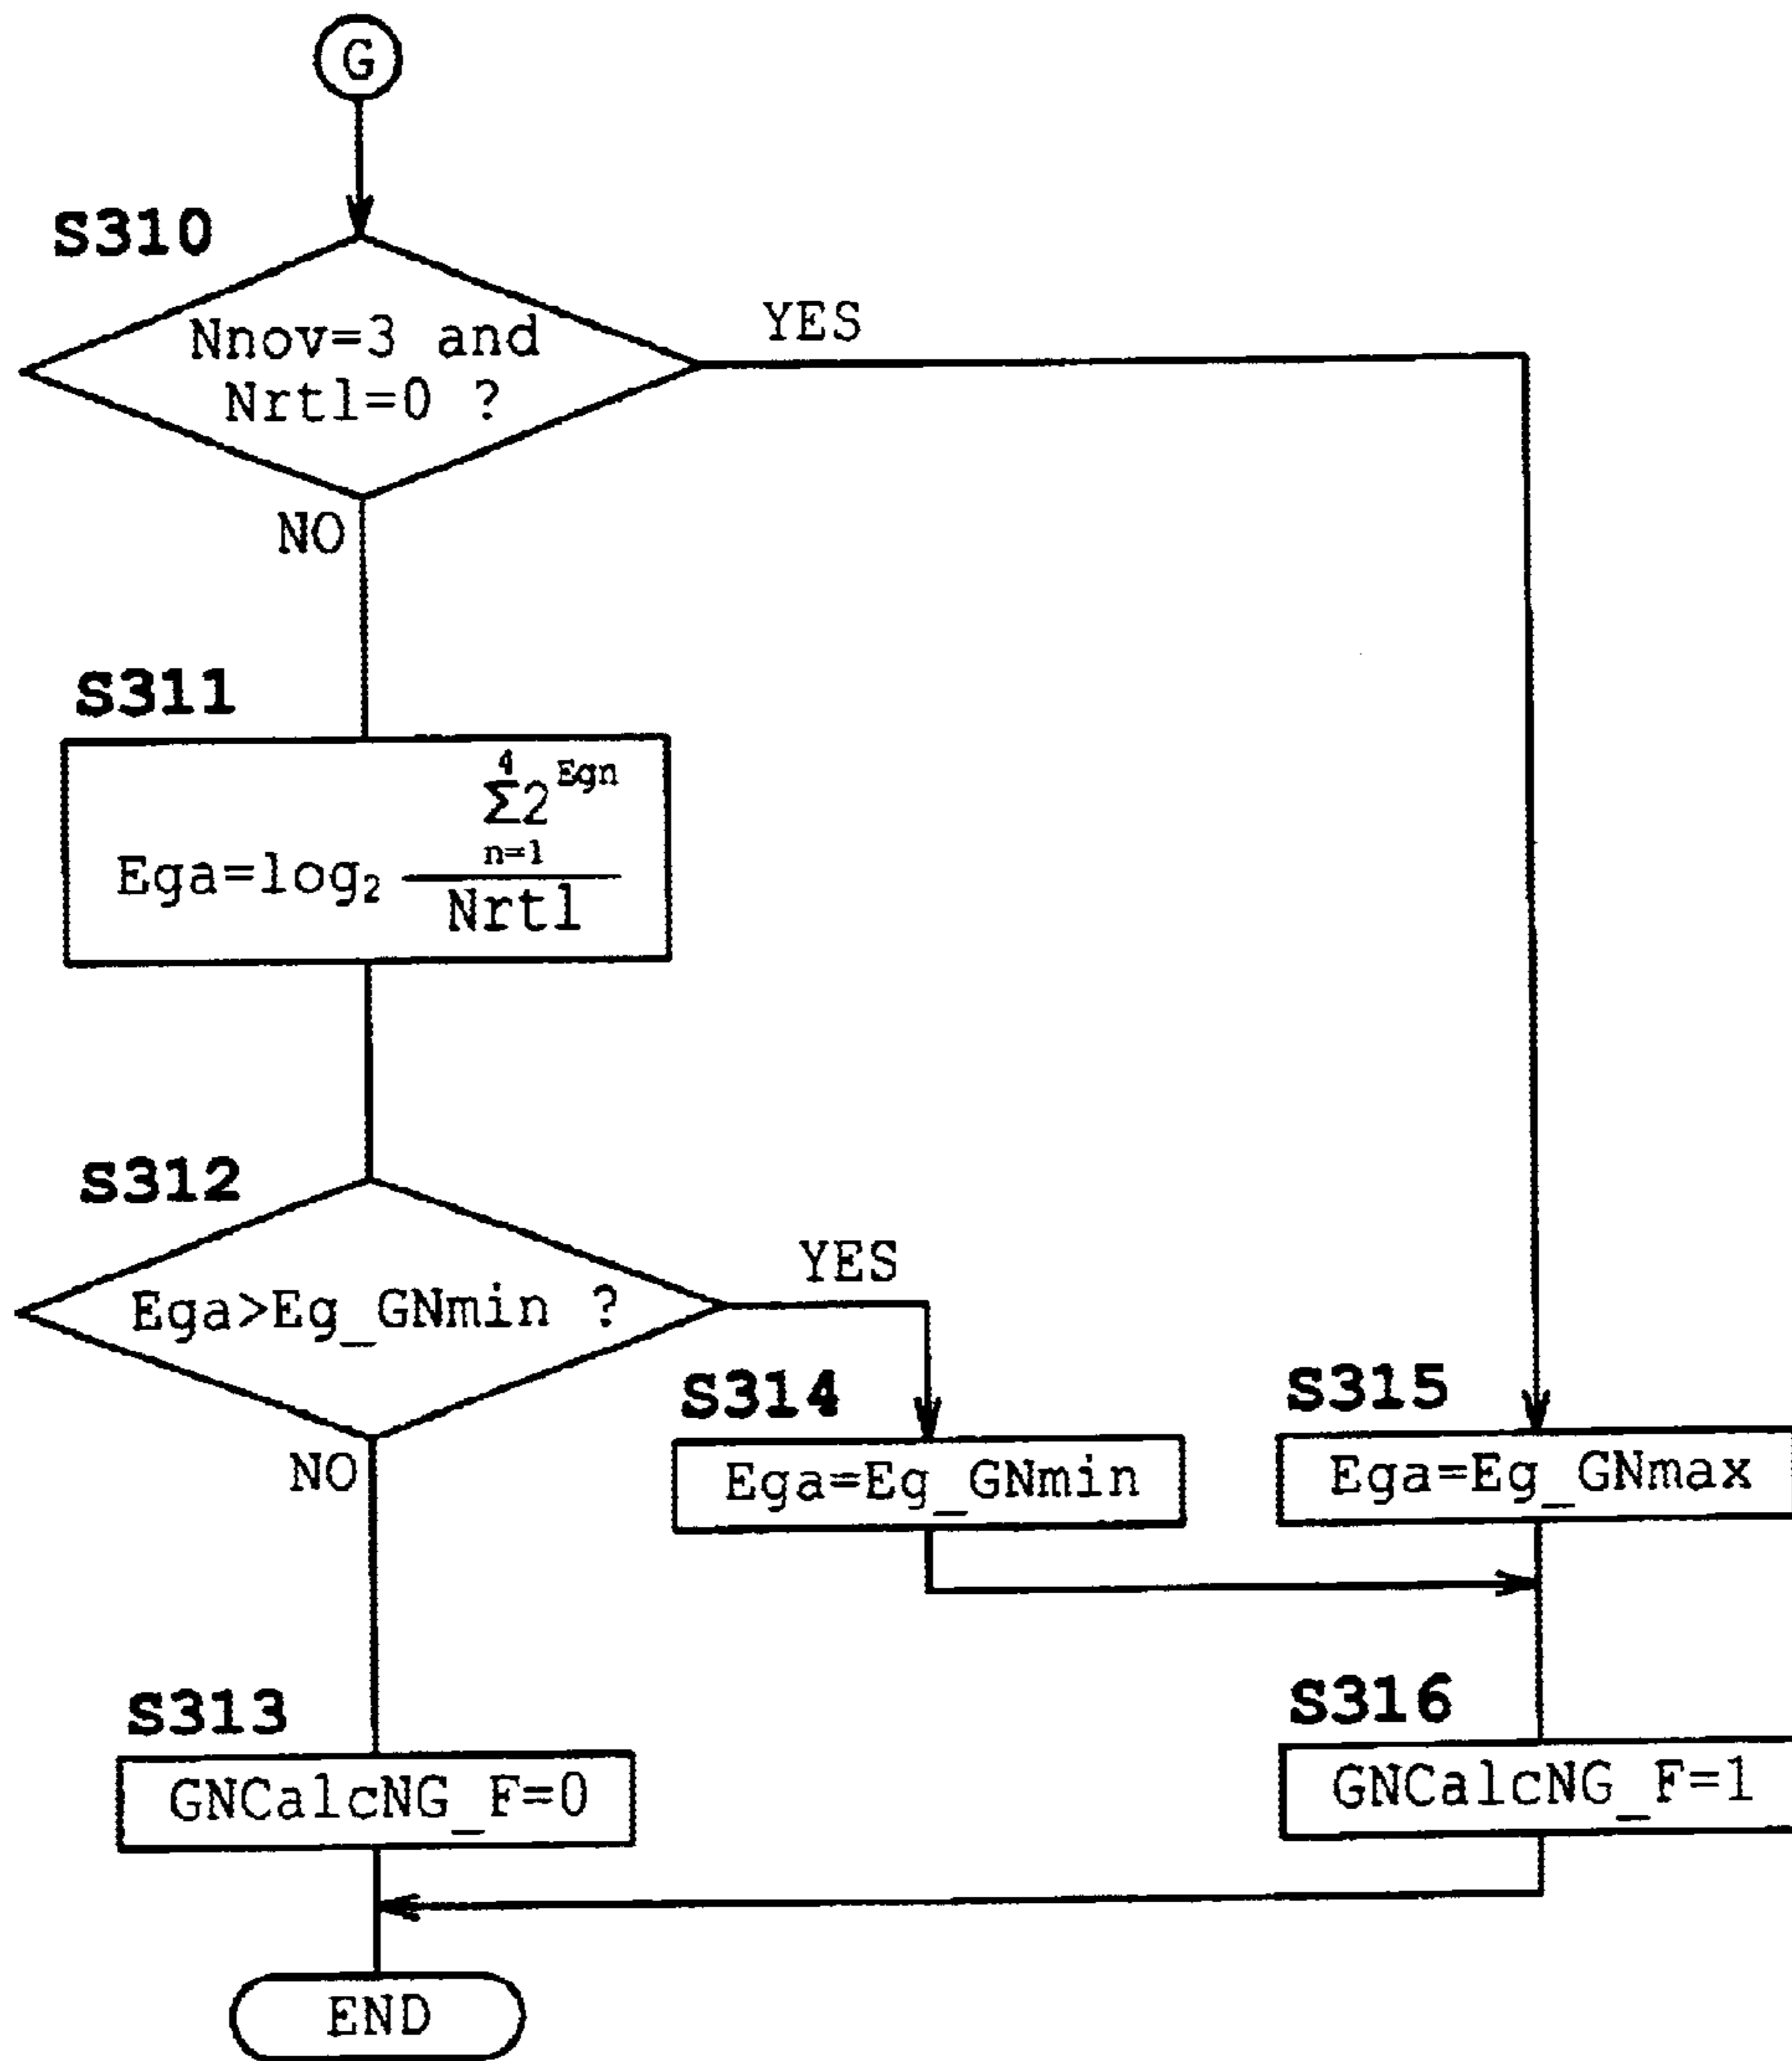 G
S310
Nnov=3 and
Nrtl=0 ?
YES
NO
S311
Ega=log₂ 4 Σ n=1 2^Egn / Nrtl
S312
Ega>Eg_GNmin ?
YES
NO
S314
Ega=Eg_GNmin
S315
Ega=Eg_GNmax
S313
GNCalcNG_F=0
S316
GNCalcNG_F=1
END